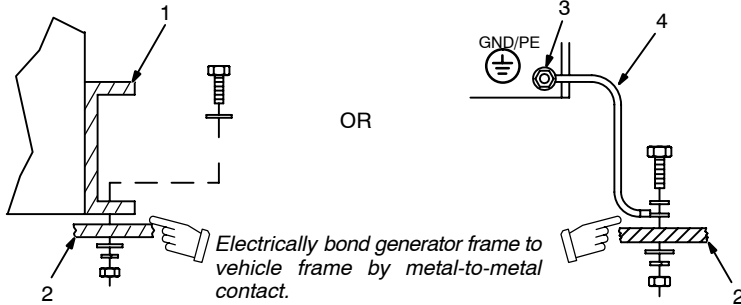 1
3
4
GND/PE
OR
2
Electrically bond generator frame to
vehicle frame by metal-to-metal
contact.
2